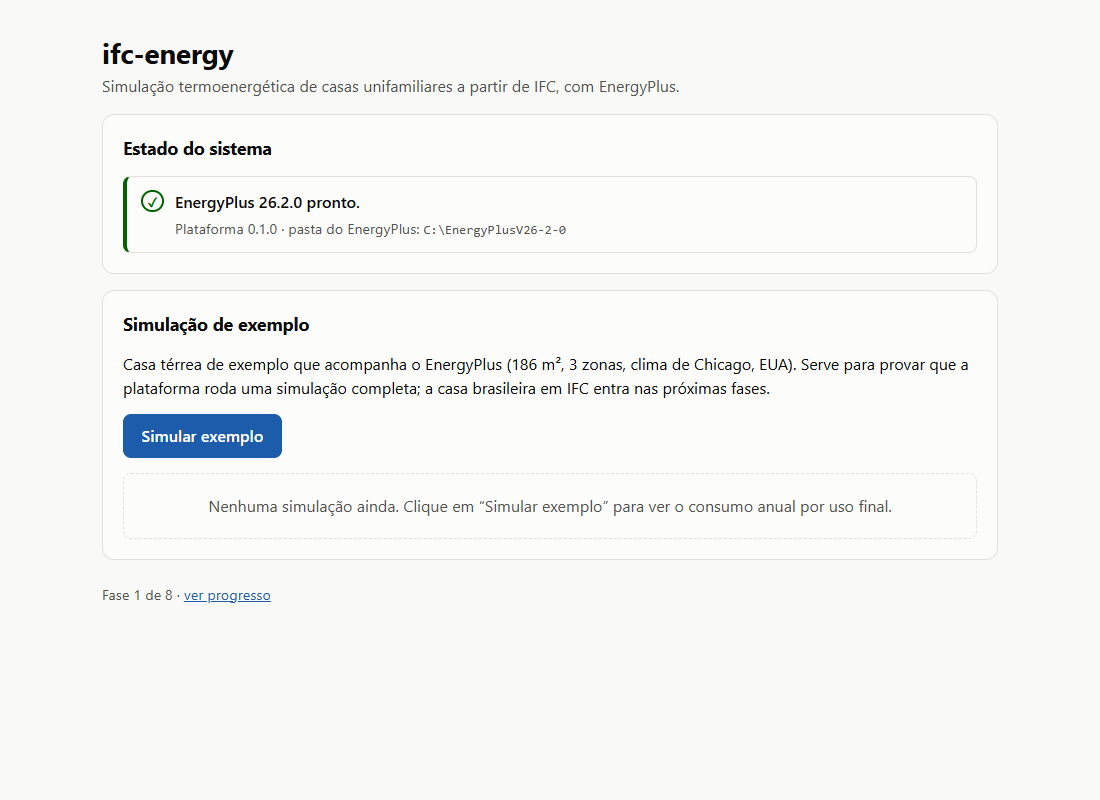 ifc-energy
Simulação termoenergética de casas unifamiliares a partir de IFC, com EnergyPlus.
Estado do sistema
EnergyPlus 26.2.0 pronto.
Plataforma 0.1.0 · pasta do EnergyPlus: C:\EnergyPlusV26-2-0
Simulação de exemplo
Casa térrea de exemplo que acompanha o EnergyPlus (186 m², 3 zonas, clima de Chicago, EUA). Serve para provar que a
plataforma roda uma simulação completa; a casa brasileira em IFC entra nas próximas fases.
Simular exemplo
Nenhuma simulação ainda. Clique em “Simular exemplo” para ver o consumo anual por uso final.
Fase 1 de 8 · ver progresso